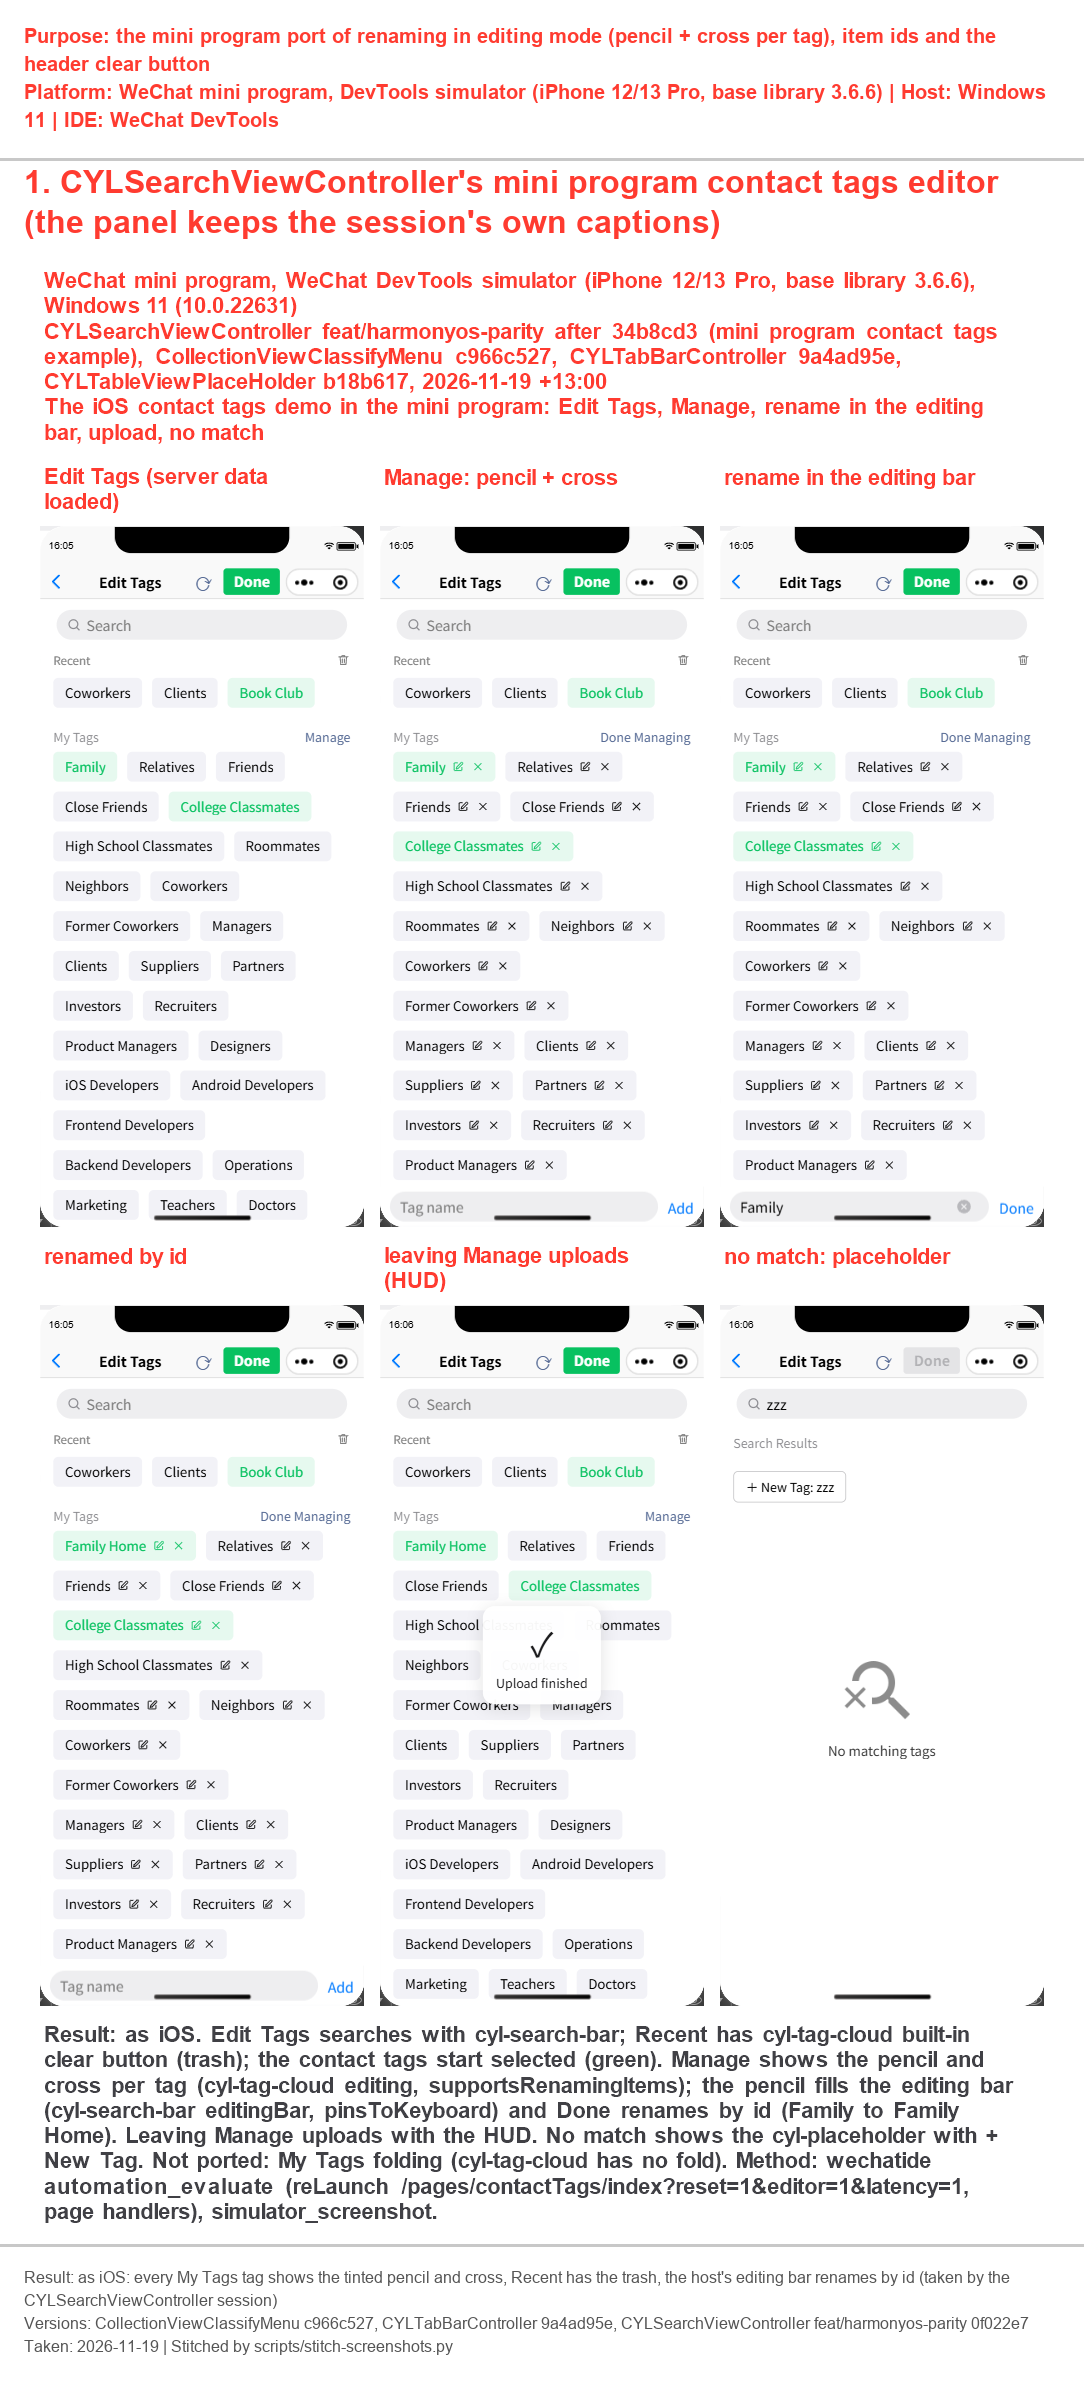 Purpose: the mini program port of renaming in editing mode (pencil + cross per tag), item ids and the
header clear button
Platform: WeChat mini program, DevTools simulator (iPhone 12/13 Pro, base library 3.6.6) | Host: Windows
11 | IDE: WeChat DevTools
1. CYLSearchViewController's mini program contact tags editor
(the panel keeps the session's own captions)
WeChat mini program, WeChat DevTools simulator (iPhone 12/13 Pro, base library 3.6.6),
Windows 11 (10.0.22631)
CYLSearchViewController feat/harmonyos-parity after 34b8cd3 (mini program contact tags
example), CollectionViewClassifyMenu c966c527, CYLTabBarController 9a4ad95e,
CYLTableViewPlaceHolder b18b617, 2026-11-19 +13:00
The iOS contact tags demo in the mini program: Edit Tags, Manage, rename in the editing
bar, upload, no match
Edit Tags (server data
loaded)
16:05
Edit Tags Done
Search
Recent
Coworkers Clients Book Club
My Tags Manage
Family Relatives Friends
Close Friends College Classmates
High School Classmates Roommates
Neighbors Coworkers
Former Coworkers Managers
Clients Suppliers Partners
Investors Recruiters
Product Managers Designers
iOS Developers Android Developers
Frontend Developers
Backend Developers Operations
Marketing Teachers Doctors
Manage: pencil + cross
16:05
Edit Tags Done
Search
Recent
Coworkers Clients Book Club
My Tags Done Managing
Family Relatives
Friends Close Friends
College Classmates
High School Classmates
Roommates Neighbors
Coworkers
Former Coworkers
Managers Clients
Suppliers Partners
Investors Recruiters
Product Managers
Tag name Add
rename in the editing bar
16:05
Edit Tags Done
Search
Recent
Coworkers Clients Book Club
My Tags Done Managing
Family Relatives
Friends Close Friends
College Classmates
High School Classmates
Roommates Neighbors
Coworkers
Former Coworkers
Managers Clients
Suppliers Partners
Investors Recruiters
Product Managers
Family Done
renamed by id
16:05
Edit Tags Done
Search
Recent
Coworkers Clients Book Club
My Tags Done Managing
Family Home Relatives
Friends Close Friends
College Classmates
High School Classmates
Roommates Neighbors
Coworkers
Former Coworkers
Managers Clients
Suppliers Partners
Investors Recruiters
Product Managers
Tag name Add
leaving Manage uploads
(HUD)
16:06
Edit Tags Done
Search
Recent
Coworkers Clients Book Club
My Tags Manage
Family Home Relatives Friends
Close Friends College Classmates
High School Classmates Roommates
Neighbors Coworkers
Upload finished
Former Coworkers Managers
Clients Suppliers Partners
Investors Recruiters
Product Managers Designers
iOS Developers Android Developers
Frontend Developers
Backend Developers Operations
Marketing Teachers Doctors
no match: placeholder
16:06
Edit Tags Done
zzz
Search Results
+ New Tag: zzz
No matching tags
Result: as iOS. Edit Tags searches with cyl-search-bar; Recent has cyl-tag-cloud built-in
clear button (trash); the contact tags start selected (green). Manage shows the pencil and
cross per tag (cyl-tag-cloud editing, supportsRenamingItems); the pencil fills the editing bar
(cyl-search-bar editingBar, pinsToKeyboard) and Done renames by id (Family to Family
Home). Leaving Manage uploads with the HUD. No match shows the cyl-placeholder with +
New Tag. Not ported: My Tags folding (cyl-tag-cloud has no fold). Method: wechatide
automation_evaluate (reLaunch /pages/contactTags/index?reset=1&editor=1&latency=1,
page handlers), simulator_screenshot.
Result: as iOS: every My Tags tag shows the tinted pencil and cross, Recent has the trash, the host's editing bar renames by id (taken by the
CYLSearchViewController session)
Versions: CollectionViewClassifyMenu c966c527, CYLTabBarController 9a4ad95e, CYLSearchViewController feat/harmonyos-parity 0f022e7
Taken: 2026-11-19 | Stitched by scripts/stitch-screenshots.py